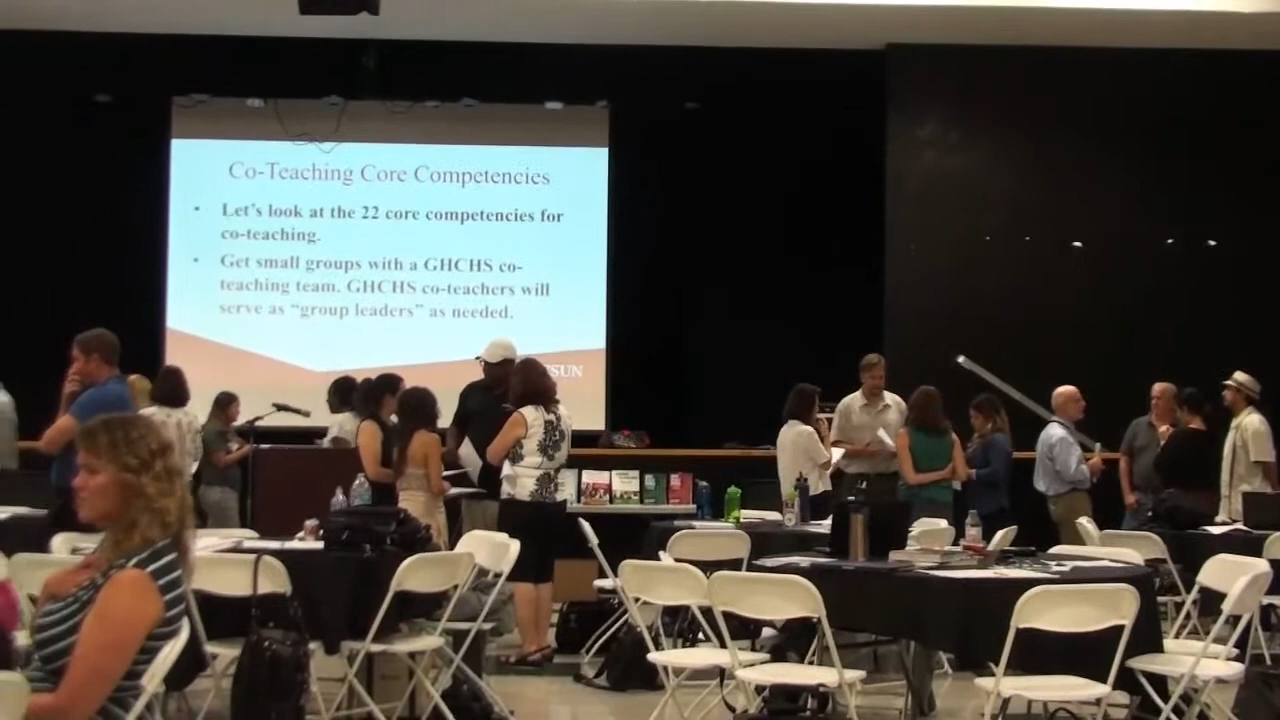 Co-Teaching Core Competencies
• Let's look at the 22 core competencies for
co-teaching.
• Get small groups with a GHCHS co-
teaching team. GHCHS co-teachers will
serve as “group leaders” as needed.